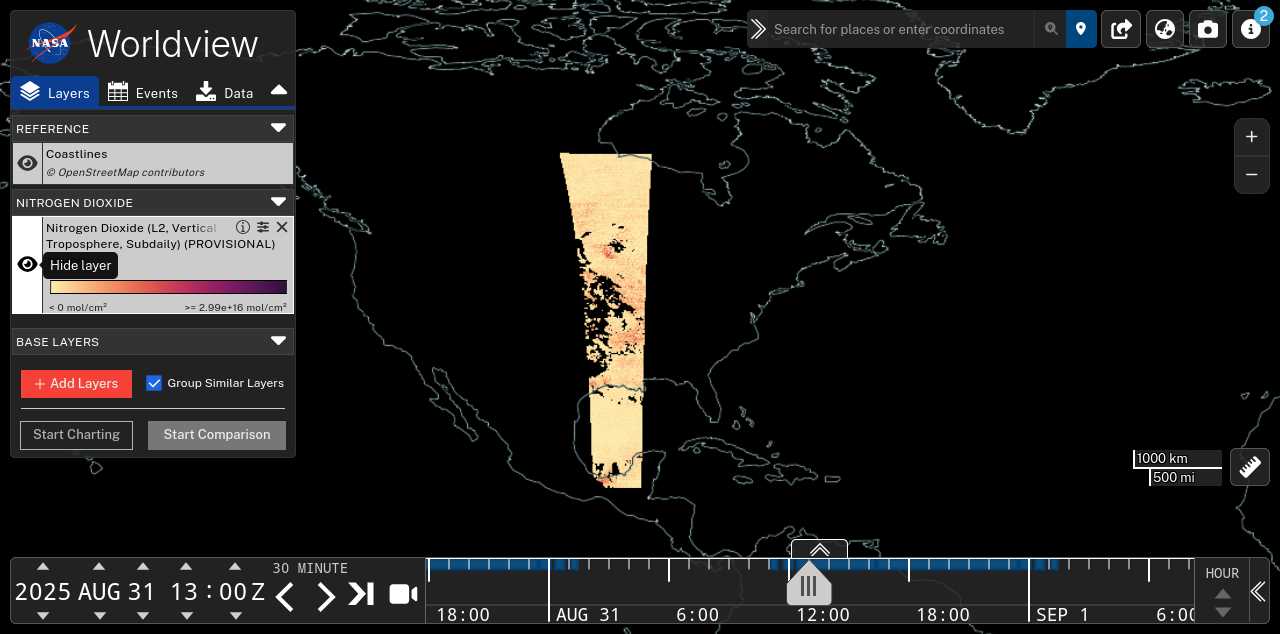 NASA
Worldview
Layers
Events
Data
REFERENCE
Coastlines
© OpenStreetMap contributors
NITROGEN DIOXIDE
Nitrogen Dioxide (L2, Vertical
Troposphere, Subdaily) (PROVISIONAL)
Hide layer
< 0 mol/cm²
>= 2.99e+16 mol/cm²
BASE LAYERS
+ Add Layers
Group Similar Layers
Start Charting
Start Comparison
Search for places or enter coordinates
2
+
−
1000 km
500 mi
2025 AUG 31 13 : 00 Z
30 MINUTE
18:00
AUG 31
6:00
12:00
18:00
SEP 1
6:00
HOUR